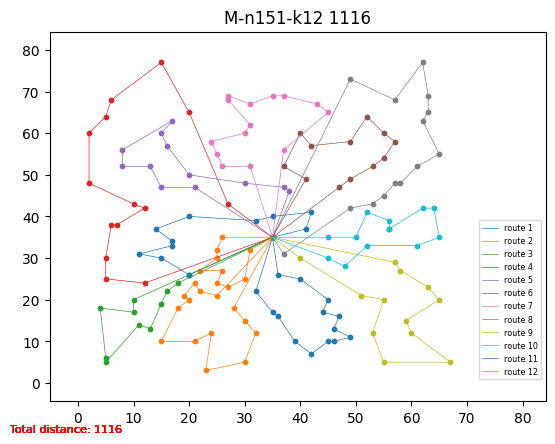 M-n151-k12 1116
80
70
60
50
40
30
20
10
0
0 10 20 30 40 50 60 70 80
route 1
route 2
route 3
route 4
route 5
route 6
route 7
route 8
route 9
route 10
route 11
route 12
Total distance: 1116